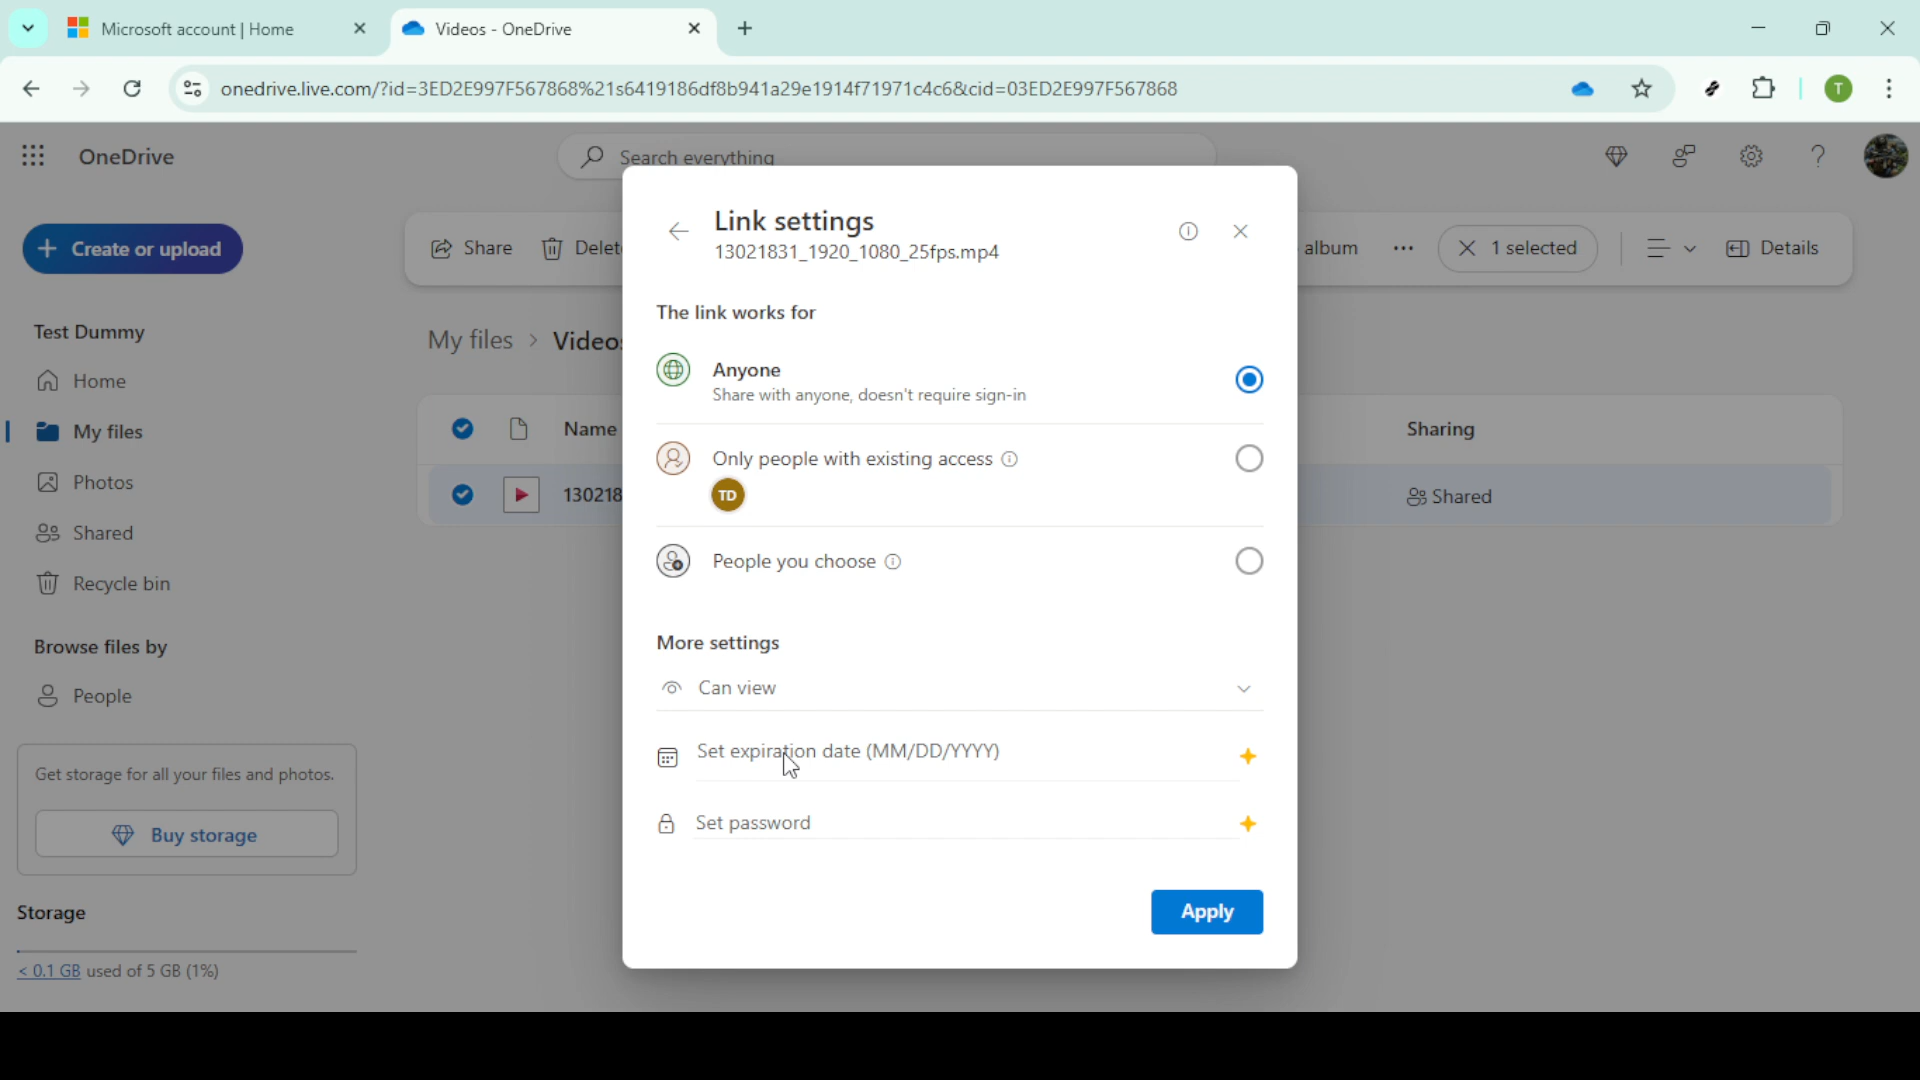 Microsoft account | Home
Videos - OneDrive
onedrive.live.com/?id=3ED2E997F567868%21s6419186df8b941a29e1914f71971c4c6&cid=03ED2E997F567868
T
OneDrive
Search everything
Create or upload
Share
Delete
album
1 selected
Details
Link settings
13021831_1920_1080_25fps.mp4
Test Dummy
Home
My files
Photos
Shared
Recycle bin
Browse files by
People
Get storage for all your files and photos.
Buy storage
Storage
< 0.1 GB used of 5 GB (1%)
My files > Videos
Name
Sharing
130218
Shared
The link works for
Anyone
Share with anyone, doesn't require sign-in
Only people with existing access
TD
People you choose
More settings
Can view
Set expiration date (MM/DD/YYYY)
Set password
Apply